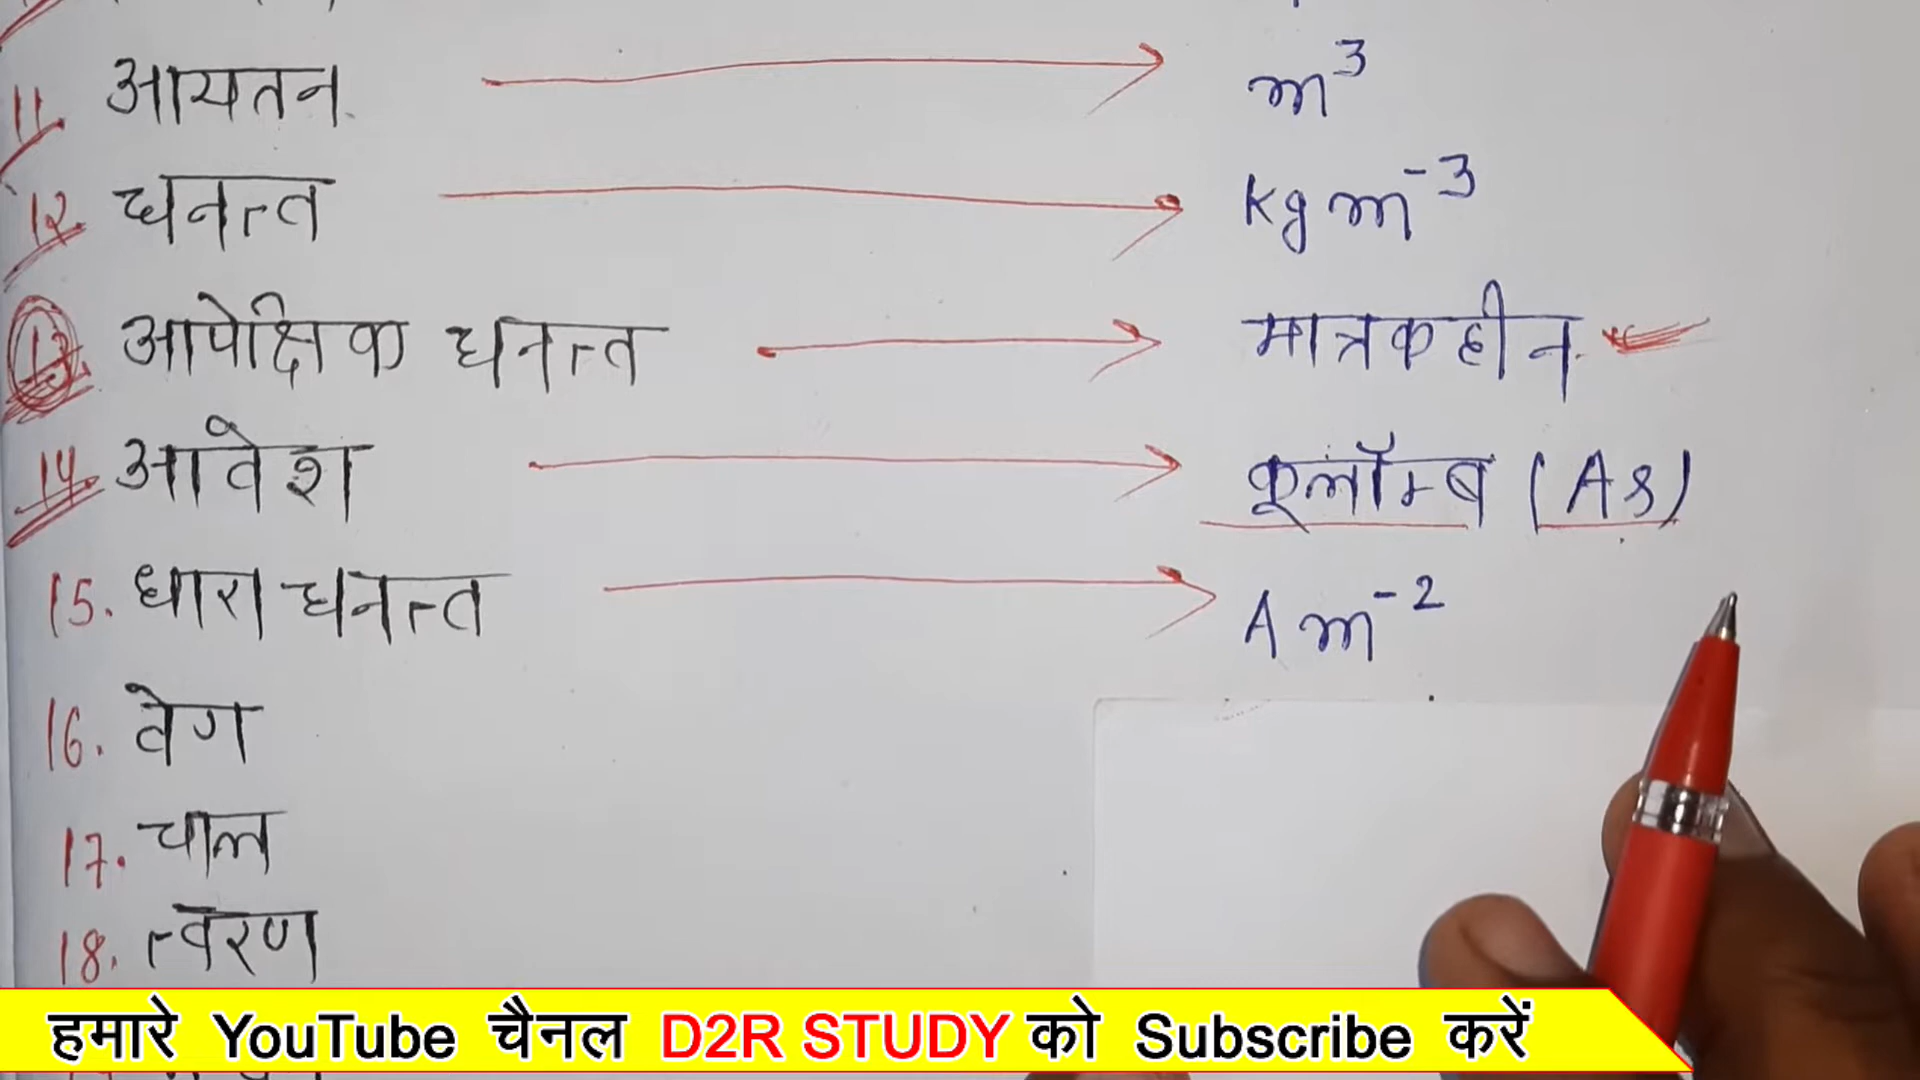 11. आयतन → m³
12. घनत्त्व → Kg m⁻³
13. आपेक्षिक घनत्त्व → मात्रकहीन
14. आवेश → कूलॉम्ब (As)
15. धारा घनत्त्व → A m⁻²
16. वेग
17. चाल
18. त्वरण
हमारे YouTube चैनल D2R STUDY को Subscribe करें